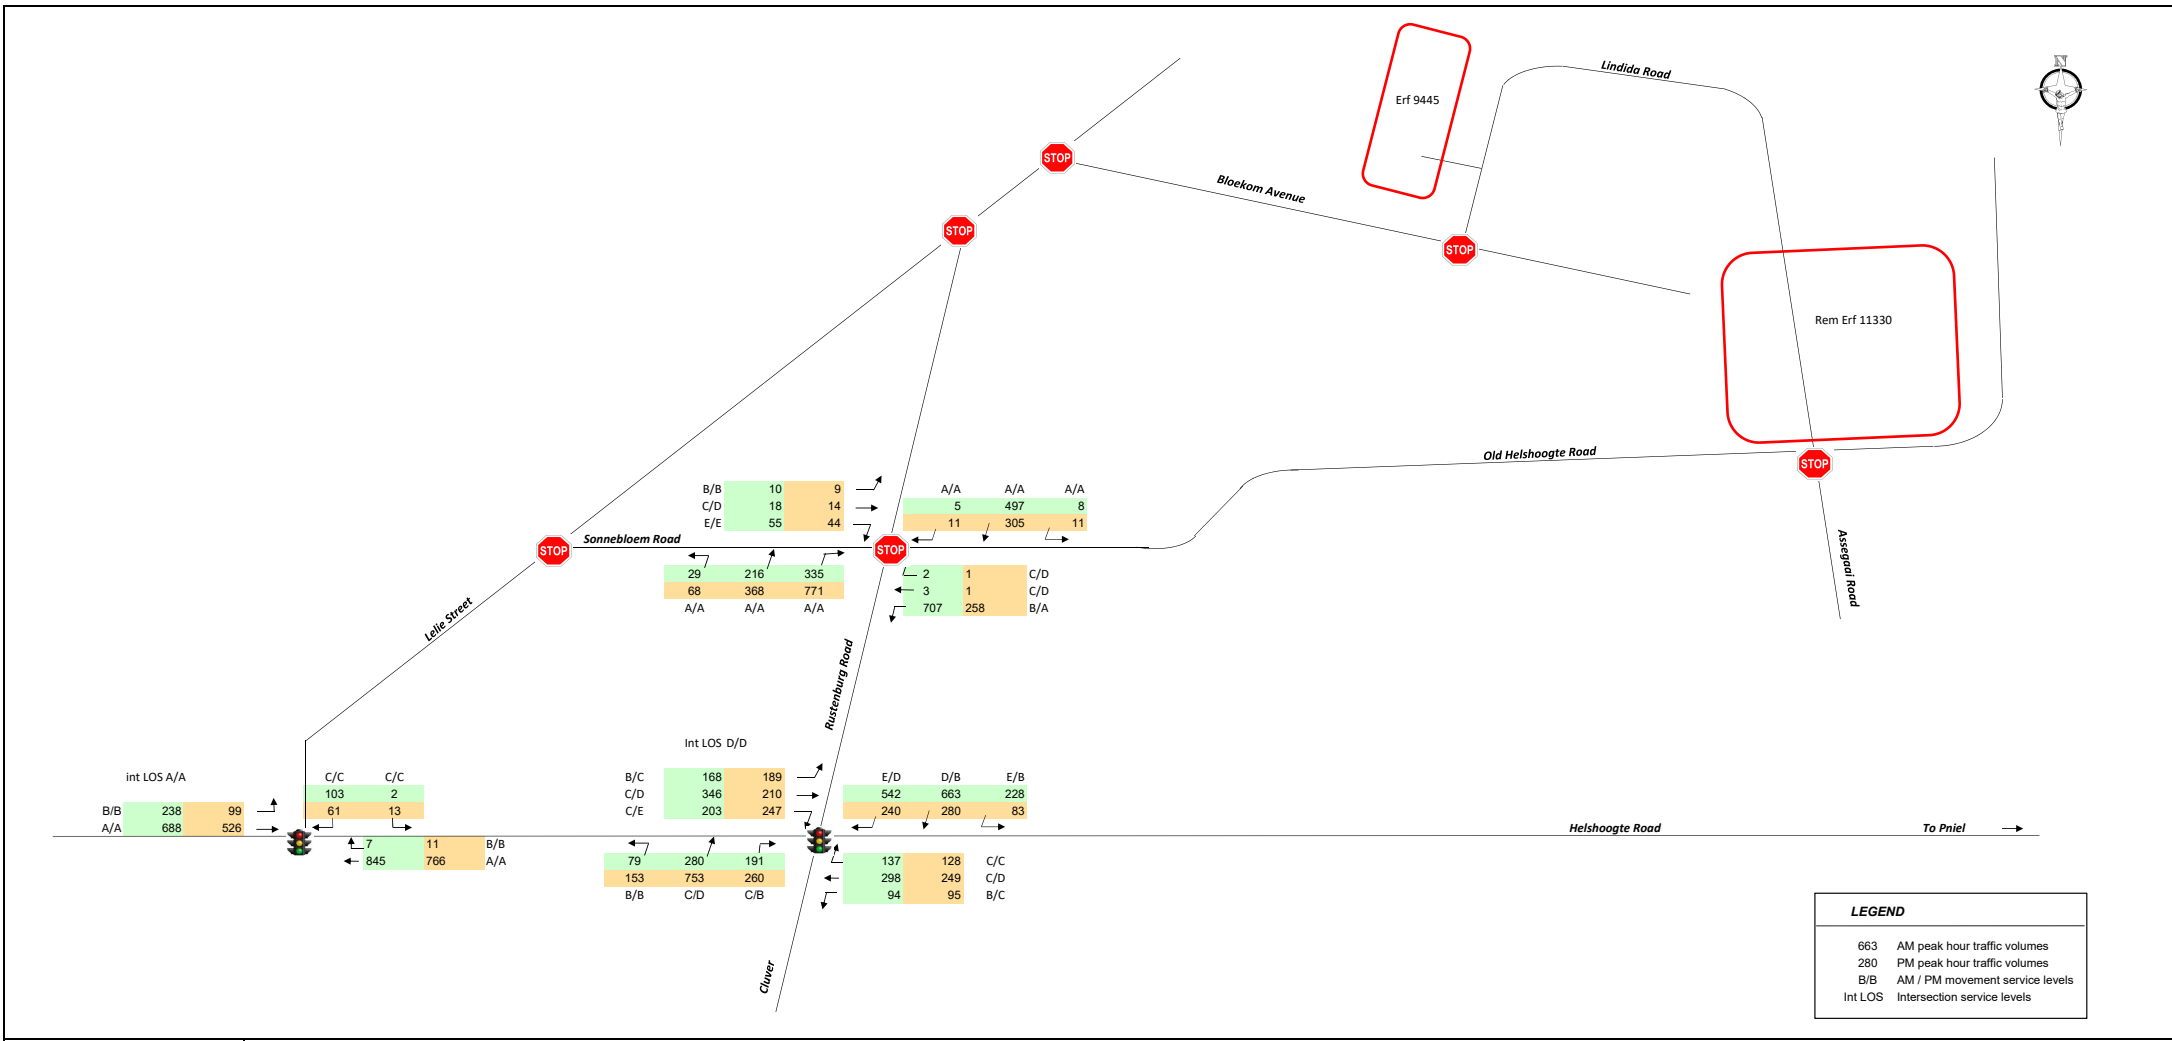 N
Lindida Road
Erf 9445
STOP
Bloekom Avenue
STOP
STOP
Rem Erf 11330
Old Helshoogte Road
STOP
B/B 10 9
C/D 18 14
E/E 55 44
A/A A/A A/A
5 497 8
11 305 11
STOP
Sonnebloem Road
STOP
29 216 335
68 368 771
A/A A/A A/A
2 1 C/D
3 1 C/D
707 258 B/A
Assegaai Road
Lelie Street
Rustenburg Road
Int LOS D/D
int LOS A/A
C/C C/C
103 2
61 13
B/B 238 99
A/A 688 526
7 11 B/B
845 766 A/A
B/C 168 189
C/D 346 210
C/E 203 247
E/D D/B E/B
542 663 228
240 280 83
Helshoogte Road
To Pniel
79 280 191
153 753 260
B/B C/D C/B
137 128 C/C
298 249 C/D
94 95 B/C
Cluver
LEGEND
663 AM peak hour traffic volumes
280 PM peak hour traffic volumes
B/B AM / PM movement service levels
Int LOS Intersection service levels